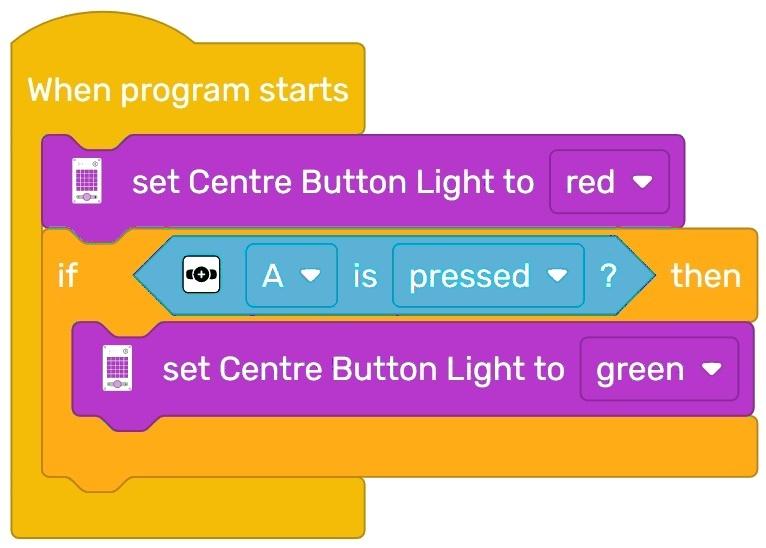 When program starts
set Centre Button Light to red
if A is pressed ? then
set Centre Button Light to green